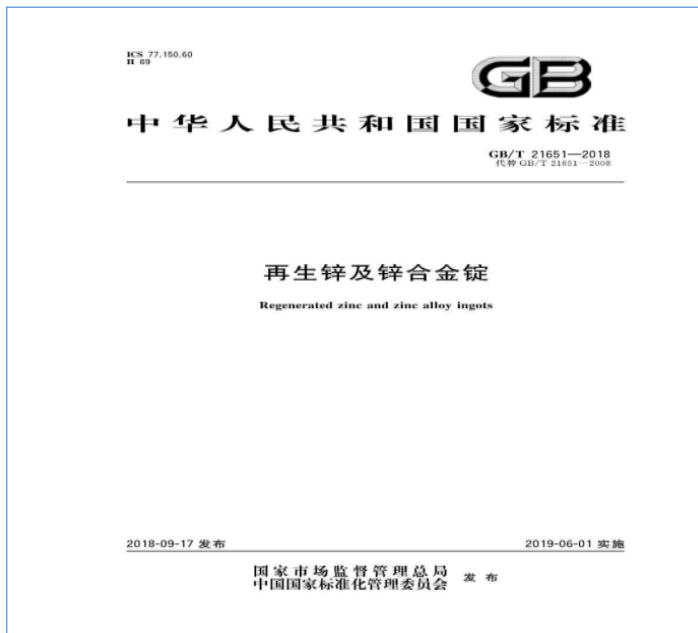 ICS 77.150.60
H 69
GB
中华人民共和国国家标准
GB/T 21651—2018
代替 GB/T 21651—2008
再生锌及锌合金锭
Regenerated zinc and zinc alloy ingots
2018-09-17 发布
2019-06-01 实施
国家市场监督管理总局
中国国家标准化管理委员会
发布